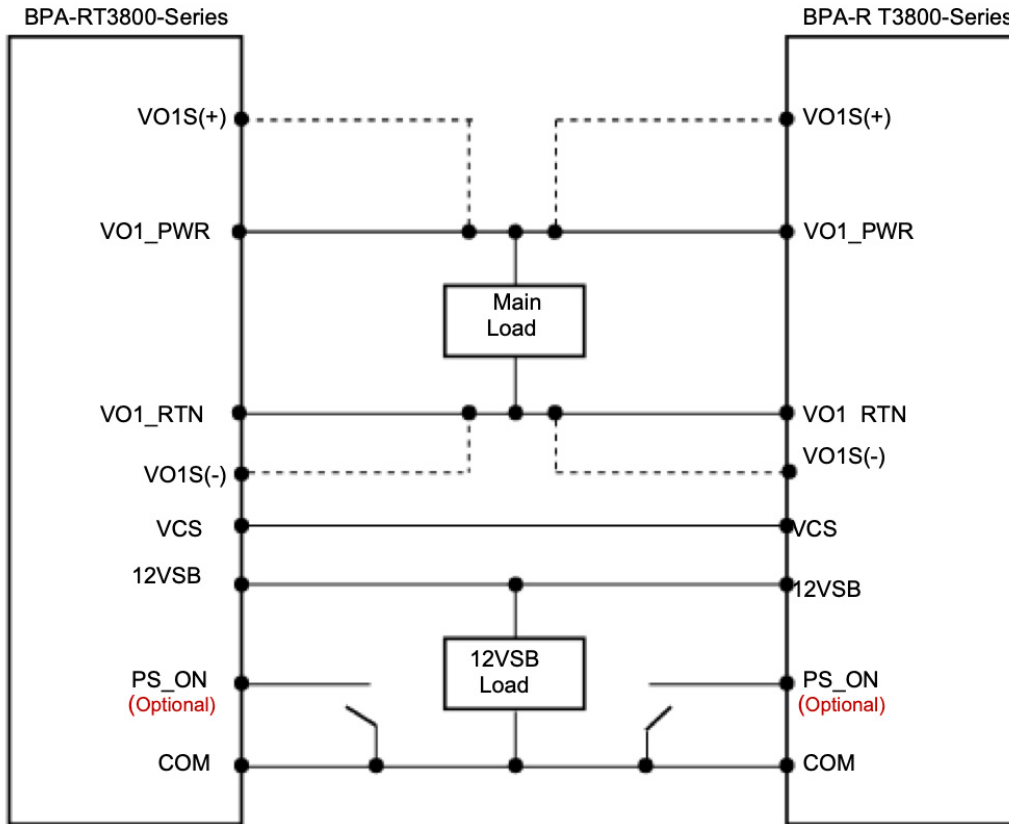 BPA-RT3800-Series
BPA-R T3800-Series
VO1S(+)
VO1S(+)
VO1_PWR
VO1_PWR
Main
Load
VO1_RTN
VO1 RTN
VO1S(-)
VO1S(-)
VCS
VCS
12VSB
12VSB
12VSB
Load
PS_ON
(Optional)
PS_ON
(Optional)
COM
COM